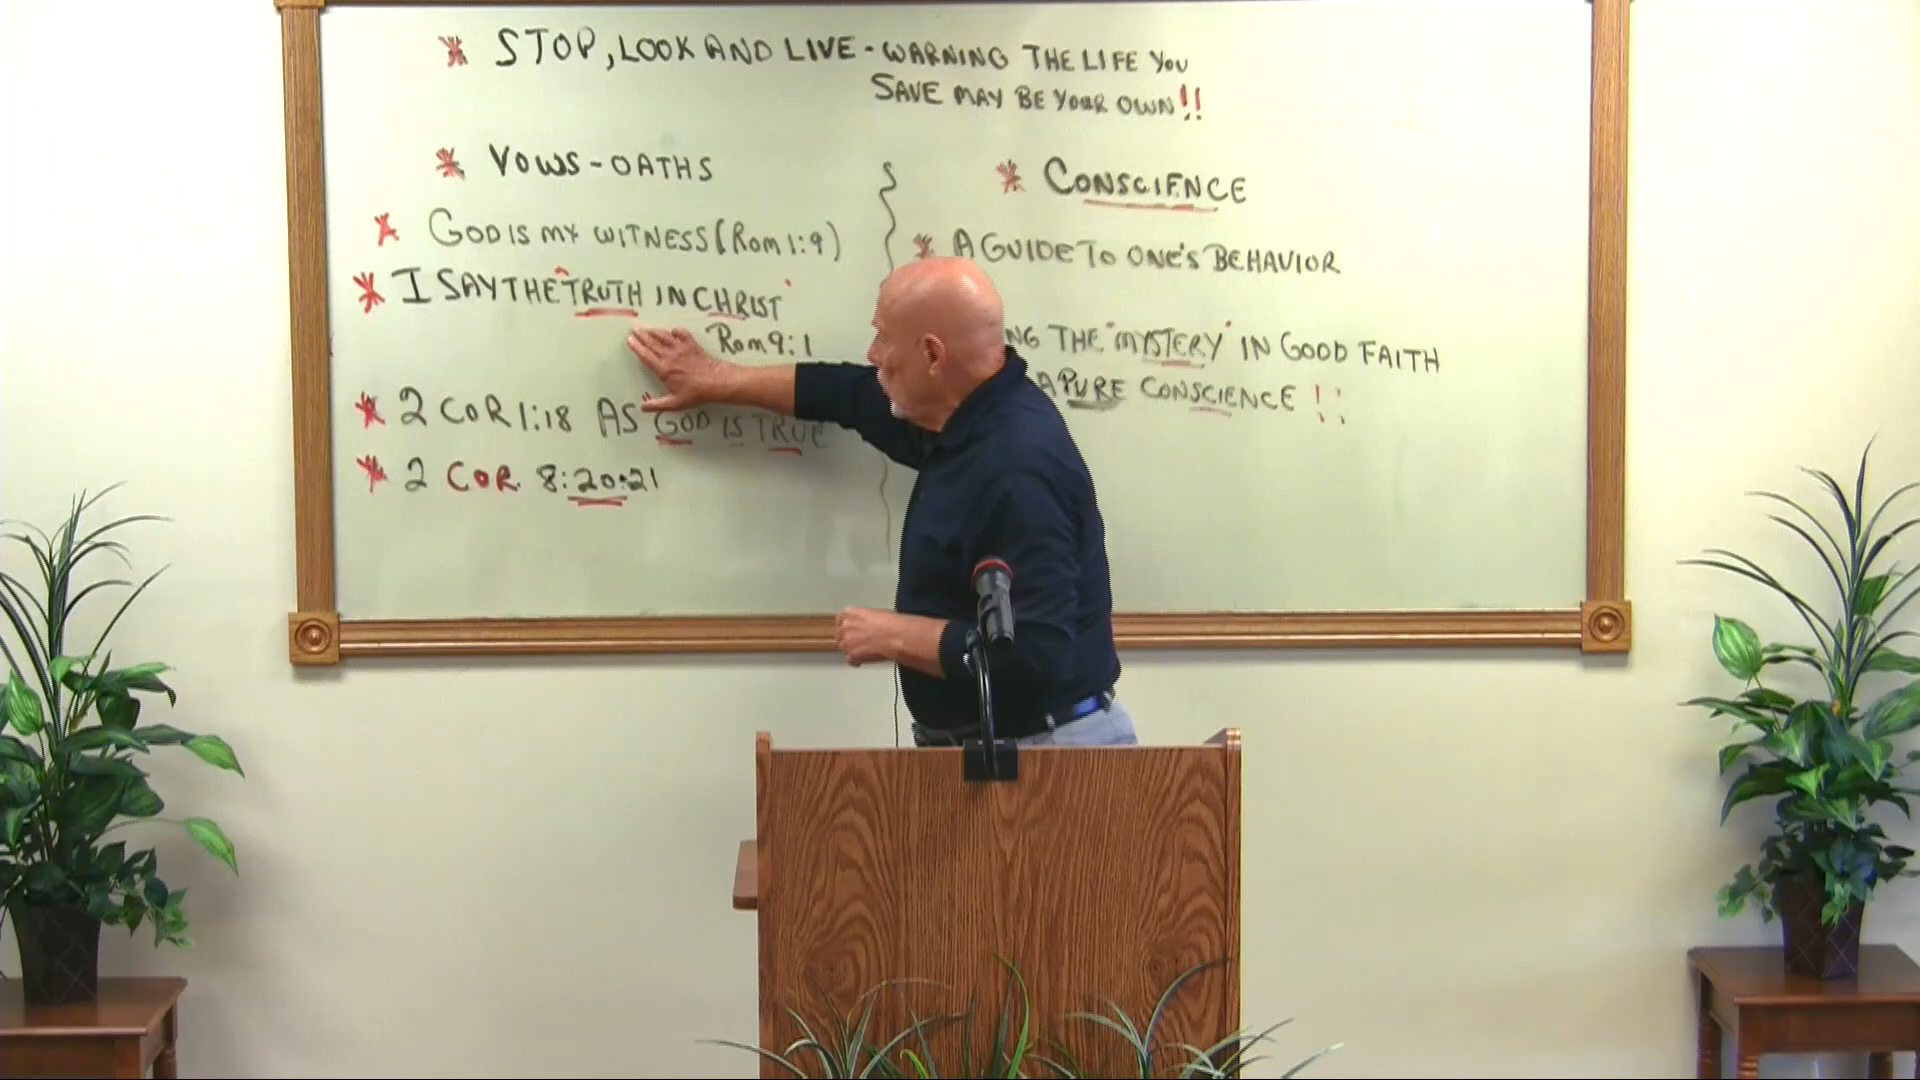 * STOP, LOOK AND LIVE - WARNING THE LIFE YOU
SAVE MAY BE YOUR OWN!!
* VOWS - OATHS
* GOD IS MY WITNESS (Rom 1:9)
* I SAY THE "TRUTH IN CHRIST"
Rom 9:1
* 2 COR 1:18 AS "GOD IS TRUE
* 2 COR. 8:20-21
* CONSCIENCE
* A GUIDE TO ONE'S BEHAVIOR
NG THE "MYSTERY" IN GOOD FAITH
A PURE CONSCIENCE !!